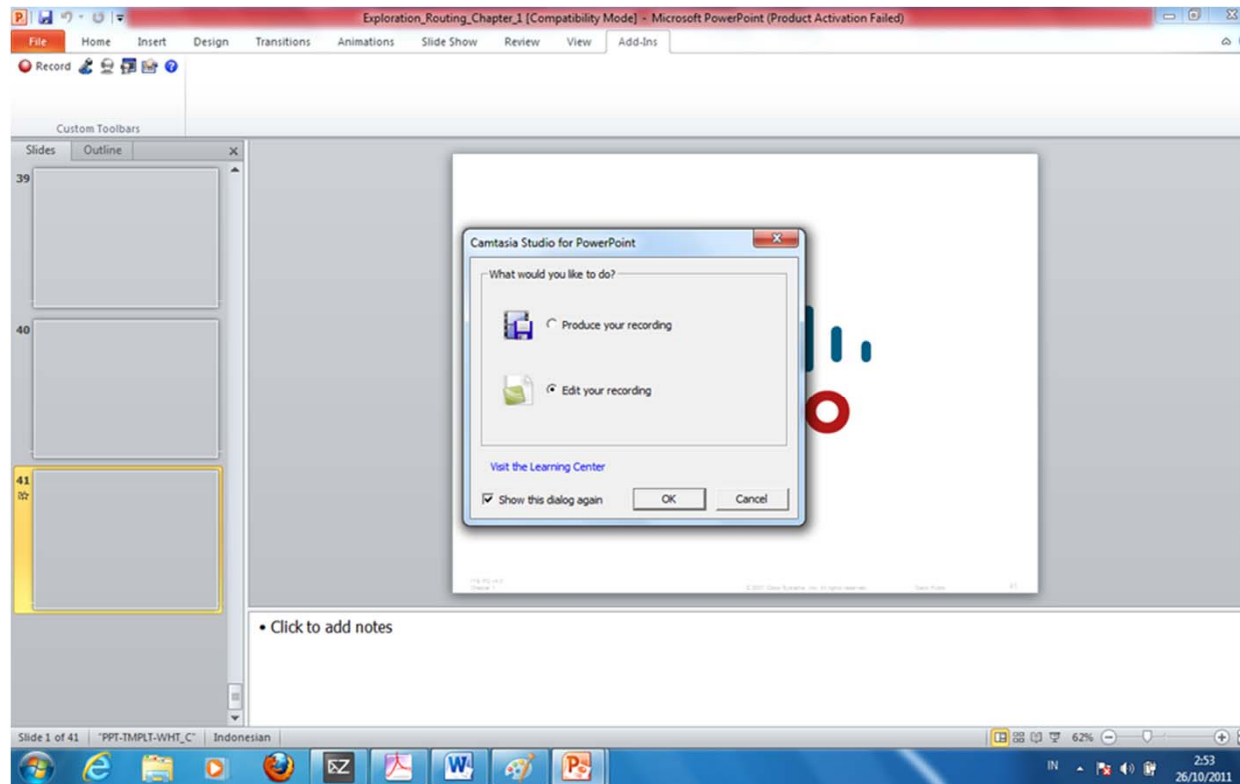 Exploration_Routing_Chapter_1 [Compatibility Mode] - Microsoft PowerPoint (Product Activation Failed)
File Home Insert Design Transitions Animations Slide Show Review View Add-Ins
Record
Custom Toolbars
Slides Outline
39
40
41
Camtasia Studio for PowerPoint
What would you like to do?
Produce your recording
Edit your recording
Visit the Learning Center
Show this dialog again OK Cancel
Chapter 1
41
• Click to add notes
Slide 1 of 41 "PPT-TMPLT-WHT_C" Indonesian 62%
IN 2:53
26/10/2011